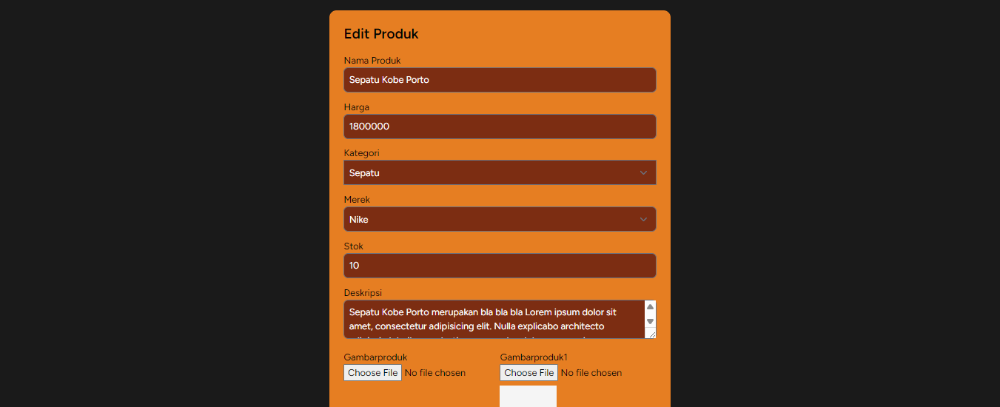 Edit Produk
Nama Produk
Sepatu Kobe Porto
Harga
1800000
Kategori
Sepatu
Merek
Nike
Stok
10
Deskripsi
Sepatu Kobe Porto merupakan bla bla bla Lorem ipsum dolor sit
amet, consectetur adipisicing elit. Nulla explicabo architecto
Gambarproduk Gambarproduk1
Choose File No file chosen Choose File No file chosen